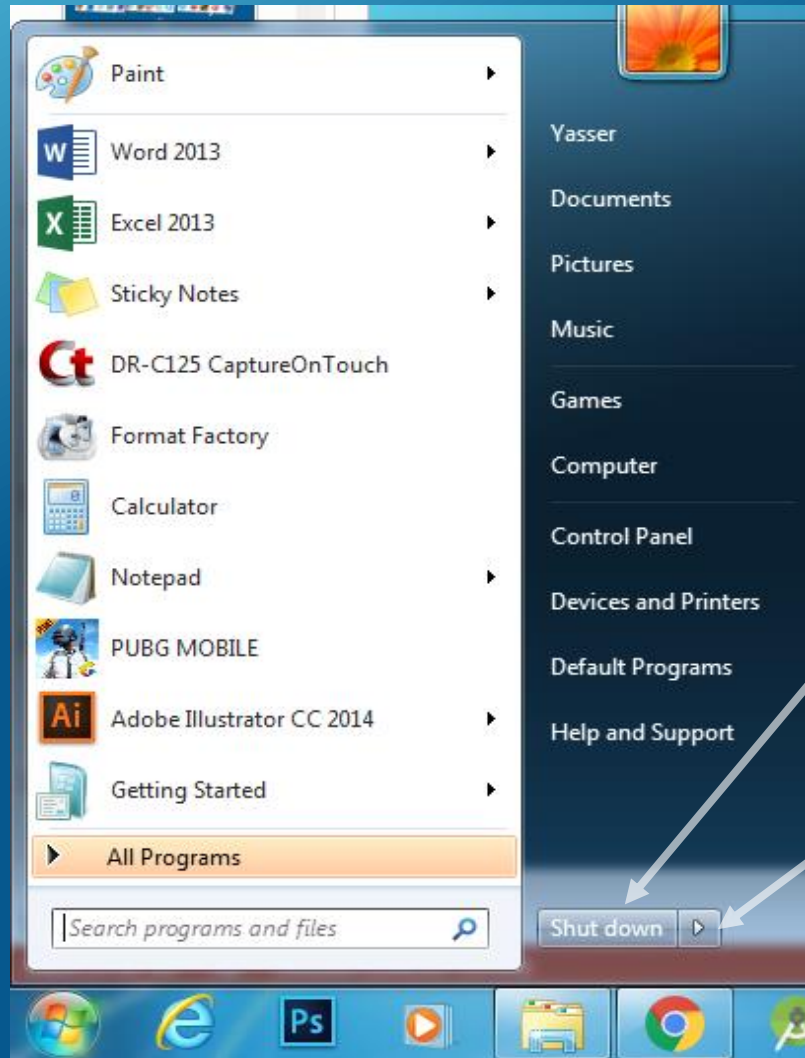 Paint
Word 2013
Excel 2013
Sticky Notes
DR-C125 CaptureOnTouch
Format Factory
Calculator
Notepad
PUBG MOBILE
Adobe Illustrator CC 2014
Getting Started
All Programs
Search programs and files
Yasser
Documents
Pictures
Music
Games
Computer
Control Panel
Devices and Printers
Default Programs
Help and Support
Shut down
Ps